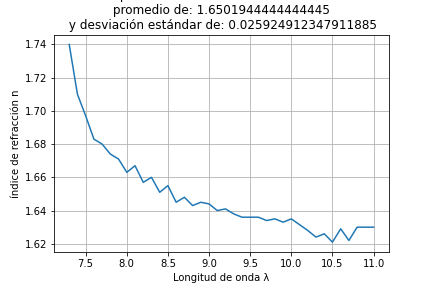 promedio de: 1.6501944444444445
y desviación estándar de: 0.025924912347911885
1.74
1.72
1.70
1.68
1.66
1.64
1.62
índice de refracción n
7.5 8.0 8.5 9.0 9.5 10.0 10.5 11.0
Longitud de onda λ